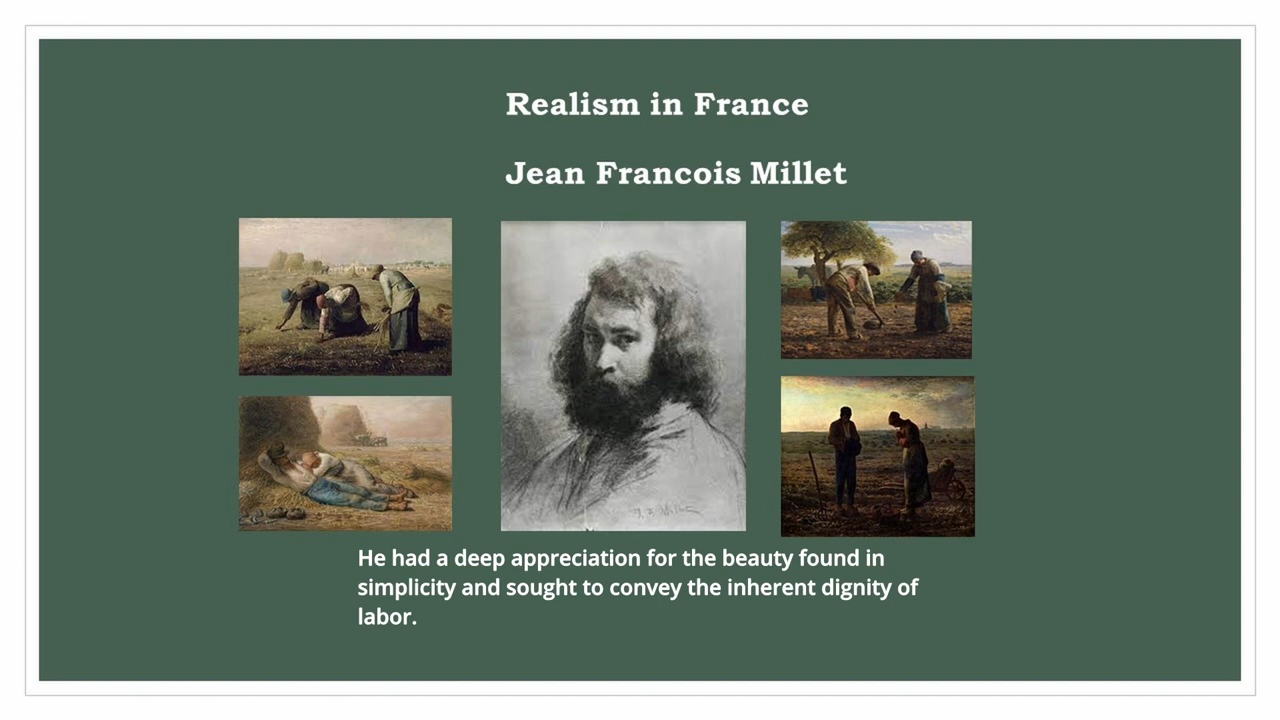 Realism in France
Jean Francois Millet
He had a deep appreciation for the beauty found in
simplicity and sought to convey the inherent dignity of
labor.